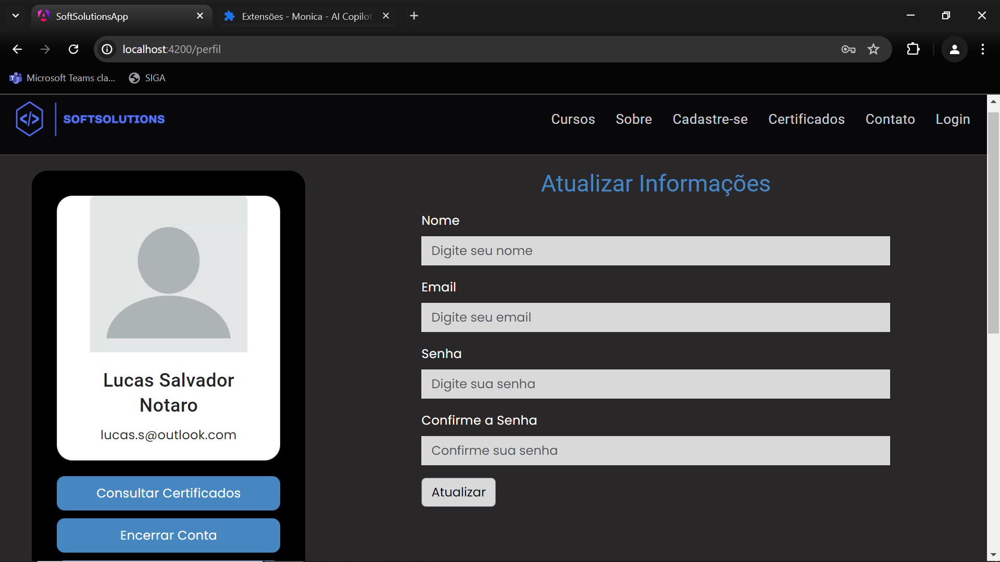 SoftSolutionsApp
Extensões - Monica - AI Copilot
localhost:4200/perfil
Microsoft Teams cla...
SIGA
</> SOFTSOLUTIONS
Cursos Sobre Cadastre-se Certificados Contato Login
Lucas Salvador
Notaro
lucas.s@outlook.com
Consultar Certificados
Encerrar Conta
Atualizar Informações
Nome
Digite seu nome
Email
Digite seu email
Senha
Digite sua senha
Confirme a Senha
Confirme sua senha
Atualizar